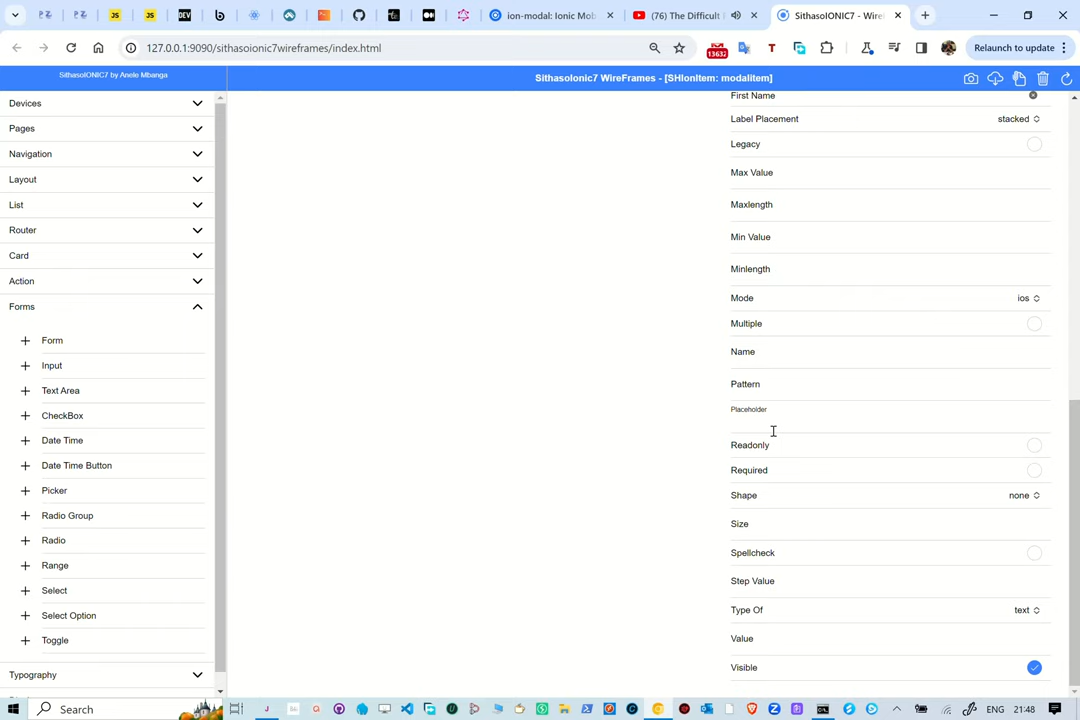 ion-modal: Ionic Mob
(76) The Difficult
SithasoIONIC7 - Wire
127.0.0.1:9090/sithasoionic7wireframes/index.html
13632
Relaunch to update
SithasoIONIC7 by Anele Mbanga
SithasoIonic7 WireFrames - [SHIonItem: modalitem]
Devices
Pages
Navigation
Layout
List
Router
Card
Action
Forms
Form
Input
Text Area
CheckBox
Date Time
Date Time Button
Picker
Radio Group
Radio
Range
Select
Select Option
Toggle
Typography
First Name
Label Placement stacked
Legacy
Max Value
Maxlength
Min Value
Minlength
Mode ios
Multiple
Name
Pattern
Placeholder
Readonly
Required
Shape none
Size
Spellcheck
Step Value
Type Of text
Value
Visible
Search
ENG 21:48